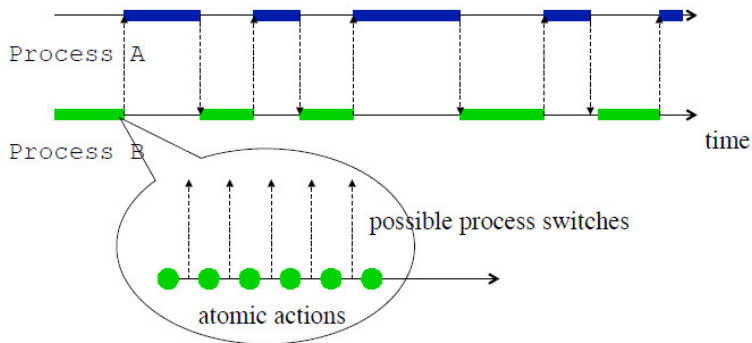 Process A
Process B
time
possible process switches
atomic actions